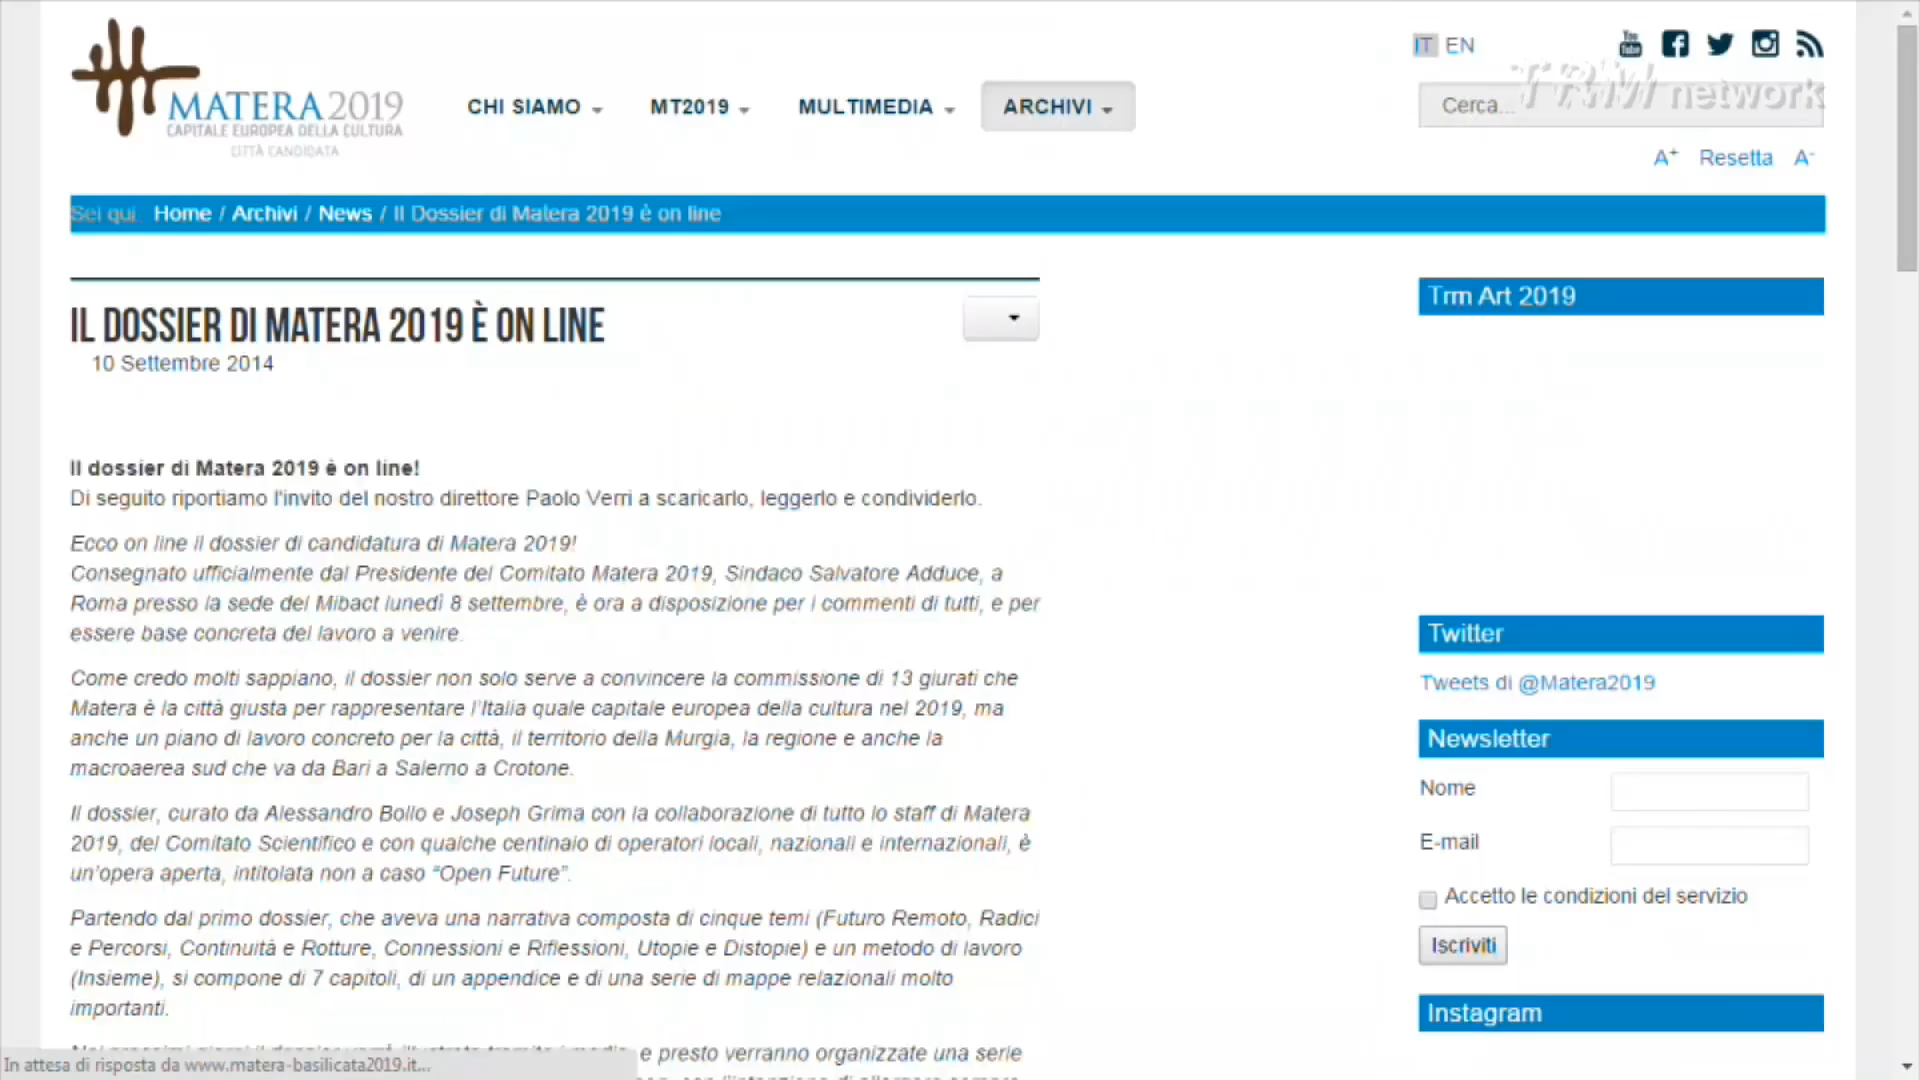 MATERA 2019
CAPITALE EUROPEA DELLA CULTURA
CITTÀ CANDIDATA
CHI SIAMO
MT2019
MULTIMEDIA
ARCHIVI
IT EN
You Tube
TRM network
Cerca...
A+ Resetta A-
Sei qui: Home / Archivi / News / Il Dossier di Matera 2019 è on line
IL DOSSIER DI MATERA 2019 È ON LINE
10 Settembre 2014
Il dossier di Matera 2019 è on line!
Di seguito riportiamo l'invito del nostro direttore Paolo Verri a scaricarlo, leggerlo e condividerlo.
Ecco on line il dossier di candidatura di Matera 2019!
Consegnato ufficialmente dal Presidente del Comitato Matera 2019, Sindaco Salvatore Adduce, a
Roma presso la sede del Mibact lunedì 8 settembre, è ora a disposizione per i commenti di tutti, e per
essere base concreta del lavoro a venire.
Come credo molti sappiano, il dossier non solo serve a convincere la commissione di 13 giurati che
Matera è la città giusta per rappresentare l'Italia quale capitale europea della cultura nel 2019, ma
anche un piano di lavoro concreto per la città, il territorio della Murgia, la regione e anche la
macroaerea sud che va da Bari a Salerno a Crotone.
Il dossier, curato da Alessandro Bollo e Joseph Grima con la collaborazione di tutto lo staff di Matera
2019, del Comitato Scientifico e con qualche centinaio di operatori locali, nazionali e internazionali, è
un'opera aperta, intitolata non a caso "Open Future".
Partendo dal primo dossier, che aveva una narrativa composta di cinque temi (Futuro Remoto, Radici
e Percorsi, Continuità e Rotture, Connessioni e Riflessioni, Utopie e Distopie) e un metodo di lavoro
(Insieme), si compone di 7 capitoli, di un appendice e di una serie di mappe relazionali molto
importanti.
e presto verranno organizzate una serie
In attesa di risposta da www.matera-basilicata2019.it...
Trm Art 2019
Twitter
Tweets di @Matera2019
Newsletter
Nome
E-mail
Accetto le condizioni del servizio
Iscriviti
Instagram